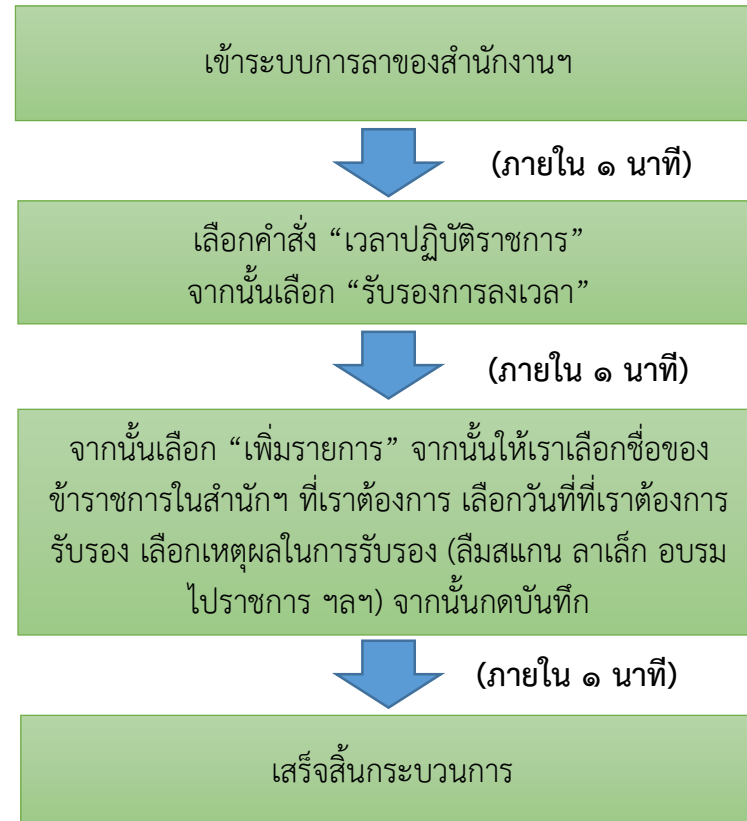 เข้าระบบการลาของสำนักงานฯ
(ภายใน ๑ นาที)
เลือกคำสั่ง “เวลาปฏิบัติราชการ”
จากนั้นเลือก “รับรองการลงเวลา”
(ภายใน ๑ นาที)
จากนั้นเลือก “เพิ่มรายการ” จากนั้นให้เราเลือกชื่อของ
ข้าราชการในสำนักฯ ที่เราต้องการ เลือกวันที่ที่เราต้องการ
รับรอง เลือกเหตุผลในการรับรอง (ลืมสแกน ลาเล็ก อบรม
ไปราชการ ฯลฯ) จากนั้นกดบันทึก
(ภายใน ๑ นาที)
เสร็จสิ้นกระบวนการ